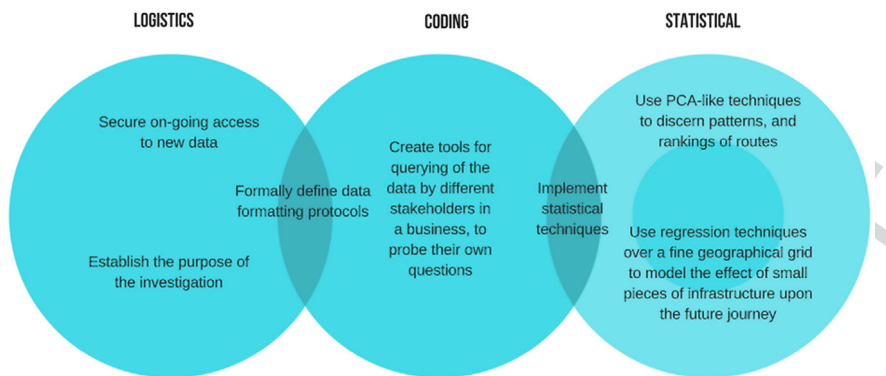 LOGISTICS
CODING
STATISTICAL
Secure on-going access
to new data
Establish the purpose of
the investigation
Formally define data
formatting protocols
Create tools for
querying of the
data by different
stakeholders in
a business, to
probe their own
questions
Implement
statistical
techniques
Use PCA-like techniques
to discern patterns, and
rankings of routes
Use regression techniques
over a fine geographical grid
to model the effect of small
pieces of infrastructure upon
the future journey